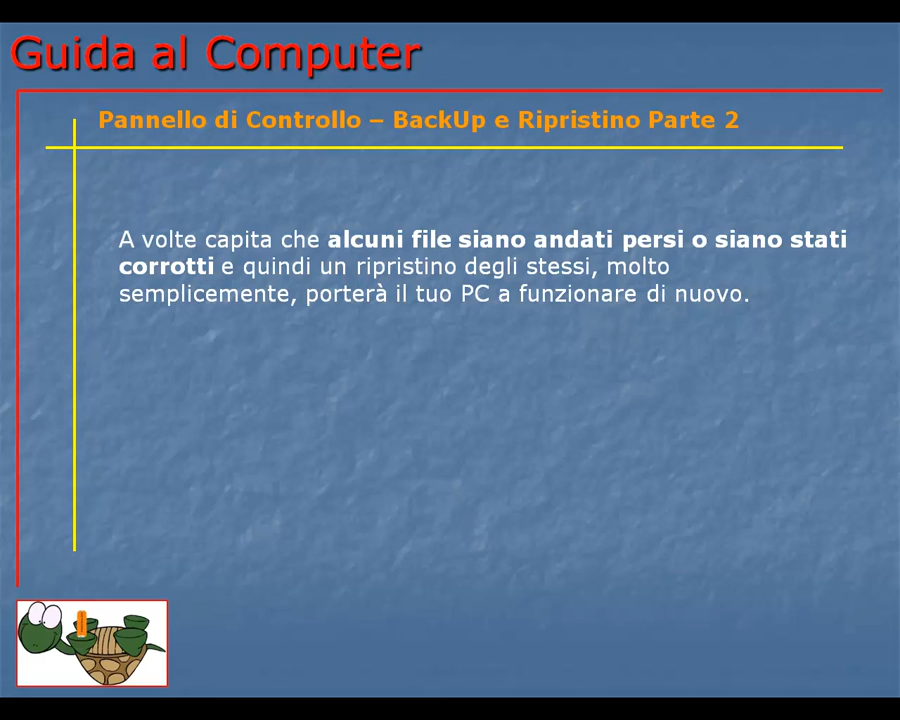 Guida al Computer
Pannello di Controllo – BackUp e Ripristino Parte 2
A volte capita che alcuni file siano andati persi o siano stati
corrotti e quindi un ripristino degli stessi, molto
semplicemente, porterà il tuo PC a funzionare di nuovo.